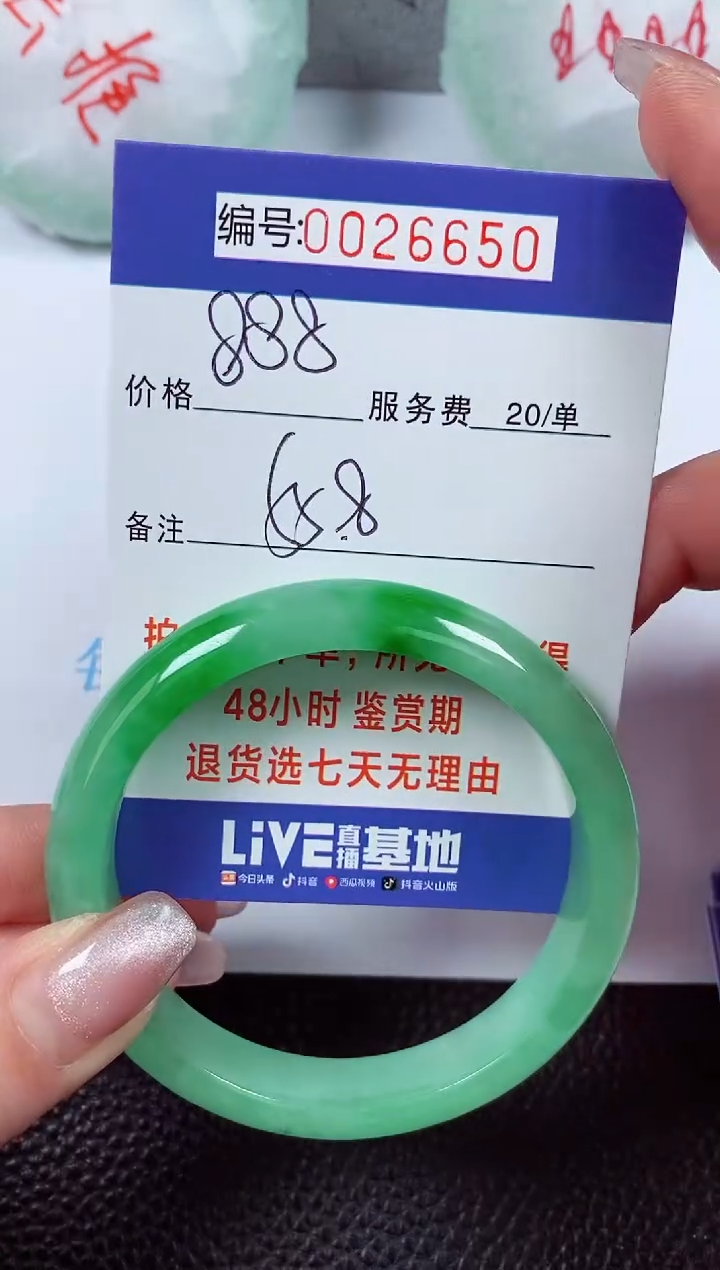 编号:0026650
888
价格 服务费 20/单
备注
48小时 鉴赏期
退货选七天无理由
LiVE直播基地
今日头条 抖音 西瓜视频 抖音火山版